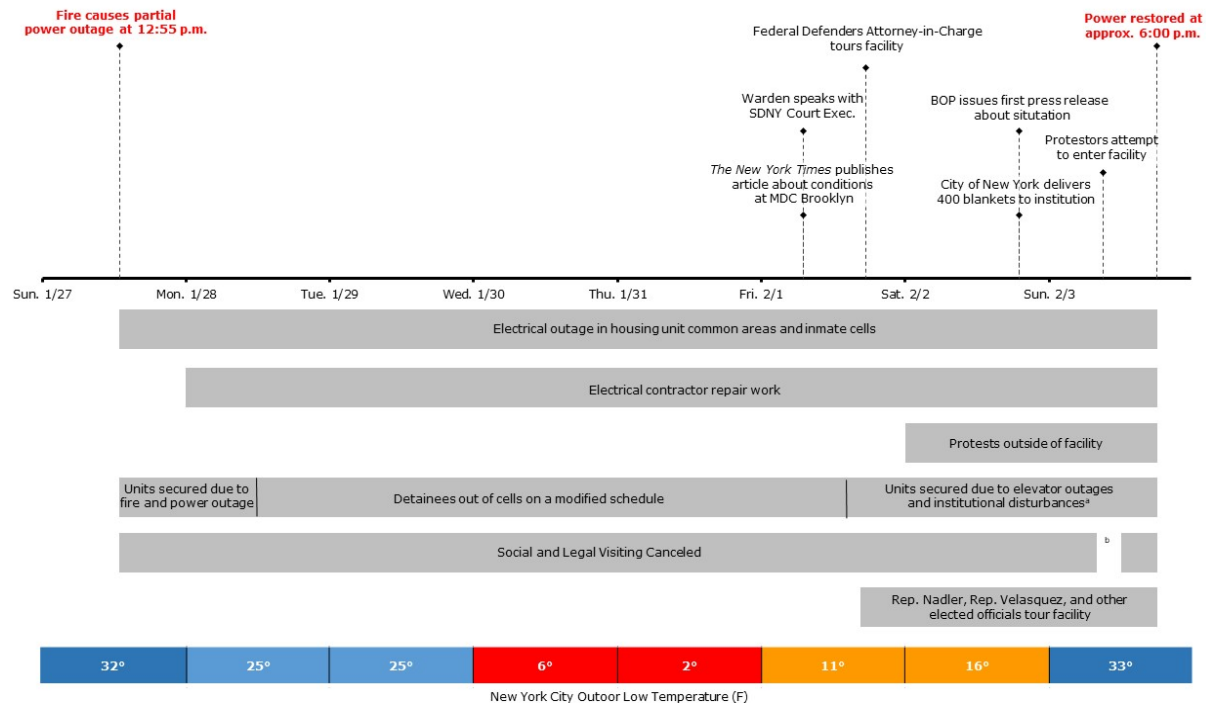 Fire causes partial
power outage at 12:55 p.m.
Power restored at
approx. 6:00 p.m.
Federal Defenders Attorney-in-Charge
tours facility
Warden speaks with
SDNY Court Exec.
BOP issues first press release
about situtation
Protestors attempt
to enter facility
The New York Times publishes
article about conditions
at MDC Brooklyn
City of New York delivers
400 blankets to institution
Sun. 1/27 Mon. 1/28 Tue. 1/29 Wed. 1/30 Thu. 1/31 Fri. 2/1 Sat. 2/2 Sun. 2/3
Electrical outage in housing unit common areas and inmate cells
Electrical contractor repair work
Protests outside of facility
Units secured due to
fire and power outage
Detainees out of cells on a modified schedule
Units secured due to elevator outages
and institutional disturbancesᵃ
Social and Legal Visiting Canceled
b
Rep. Nadler, Rep. Velasquez, and other
elected officials tour facility
32° 25° 25° 6° 2° 11° 16° 33°
New York City Outoor Low Temperature (F)